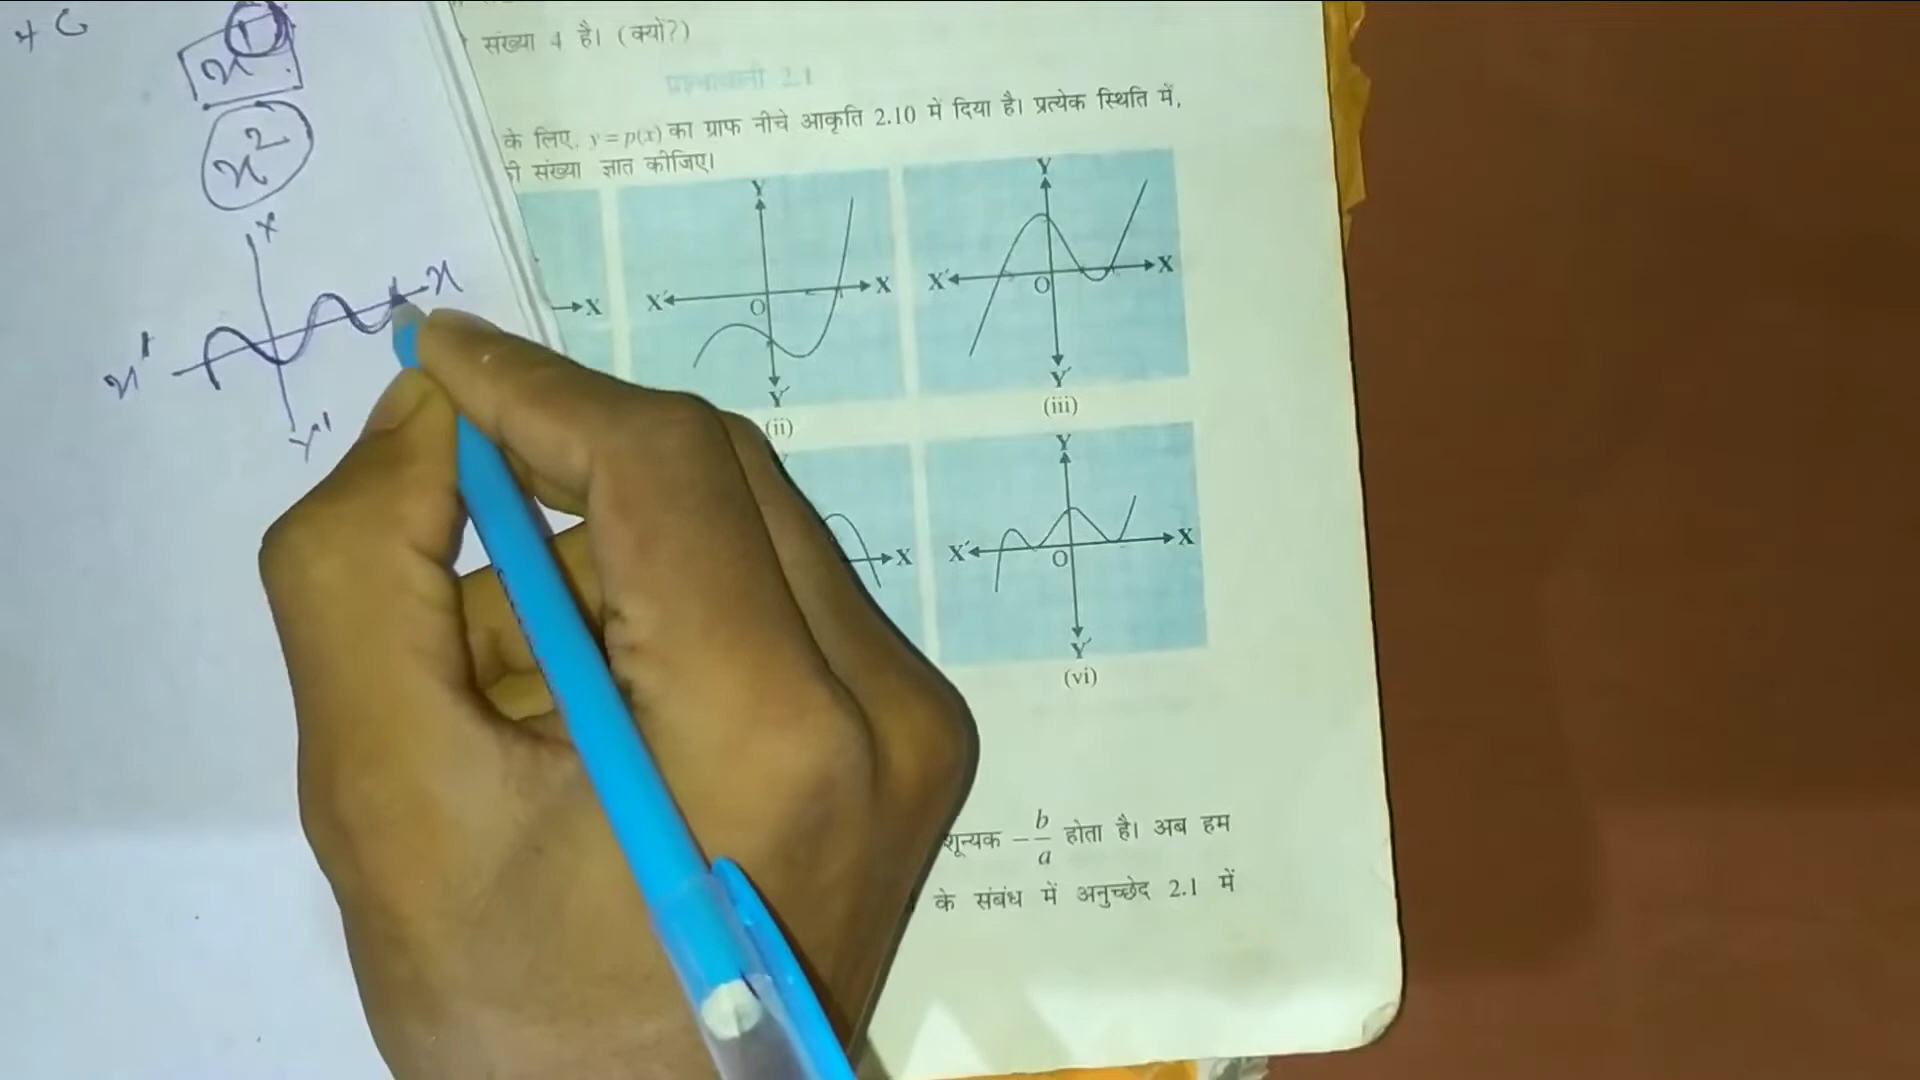 + C
x¹
x²
Y
x
x'
Y'
संख्या 4 है। (क्यों?)
प्रश्नावली 2.1
के लिए, y = p(x) का ग्राफ नीचे आकृति 2.10 में दिया है। प्रत्येक स्थिति में,
की संख्या ज्ञात कीजिए।
X
Y
X′ O X
Y′
(ii)
Y
X′ O X
Y′
(iii)
X
Y
X′ O X
Y′
(vi)
शून्यक −b/a होता है। अब हम
के संबंध में अनुच्छेद 2.1 में